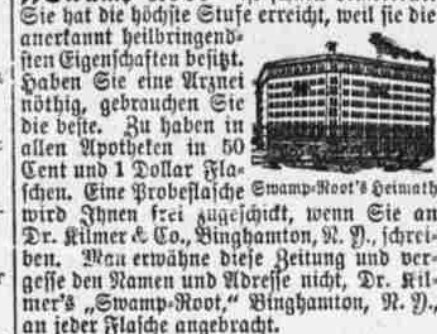 Sie hat die höchste Stufe erreicht, weil sie die
anerkannt heilbringend-
sten Eigenschaften besitzt.
Haben Sie eine Arznei
nöthig, gebrauchen Sie
die beste. Zu haben in
allen Apotheken in 50
Cent und 1 Dollar Fla-
schen. Eine Probeflasche
Swamp-Root's Heimath
wird Ihnen frei zugeschickt, wenn Sie an
Dr. Kilmer & Co., Binghamton, N. Y., schrei-
ben. Man erwähne diese Zeitung und ver-
gesse den Namen und Adresse nicht, Dr. Kil-
mer's „Swamp-Root,“ Binghamton, N. Y.,
an jeder Flasche angebracht.